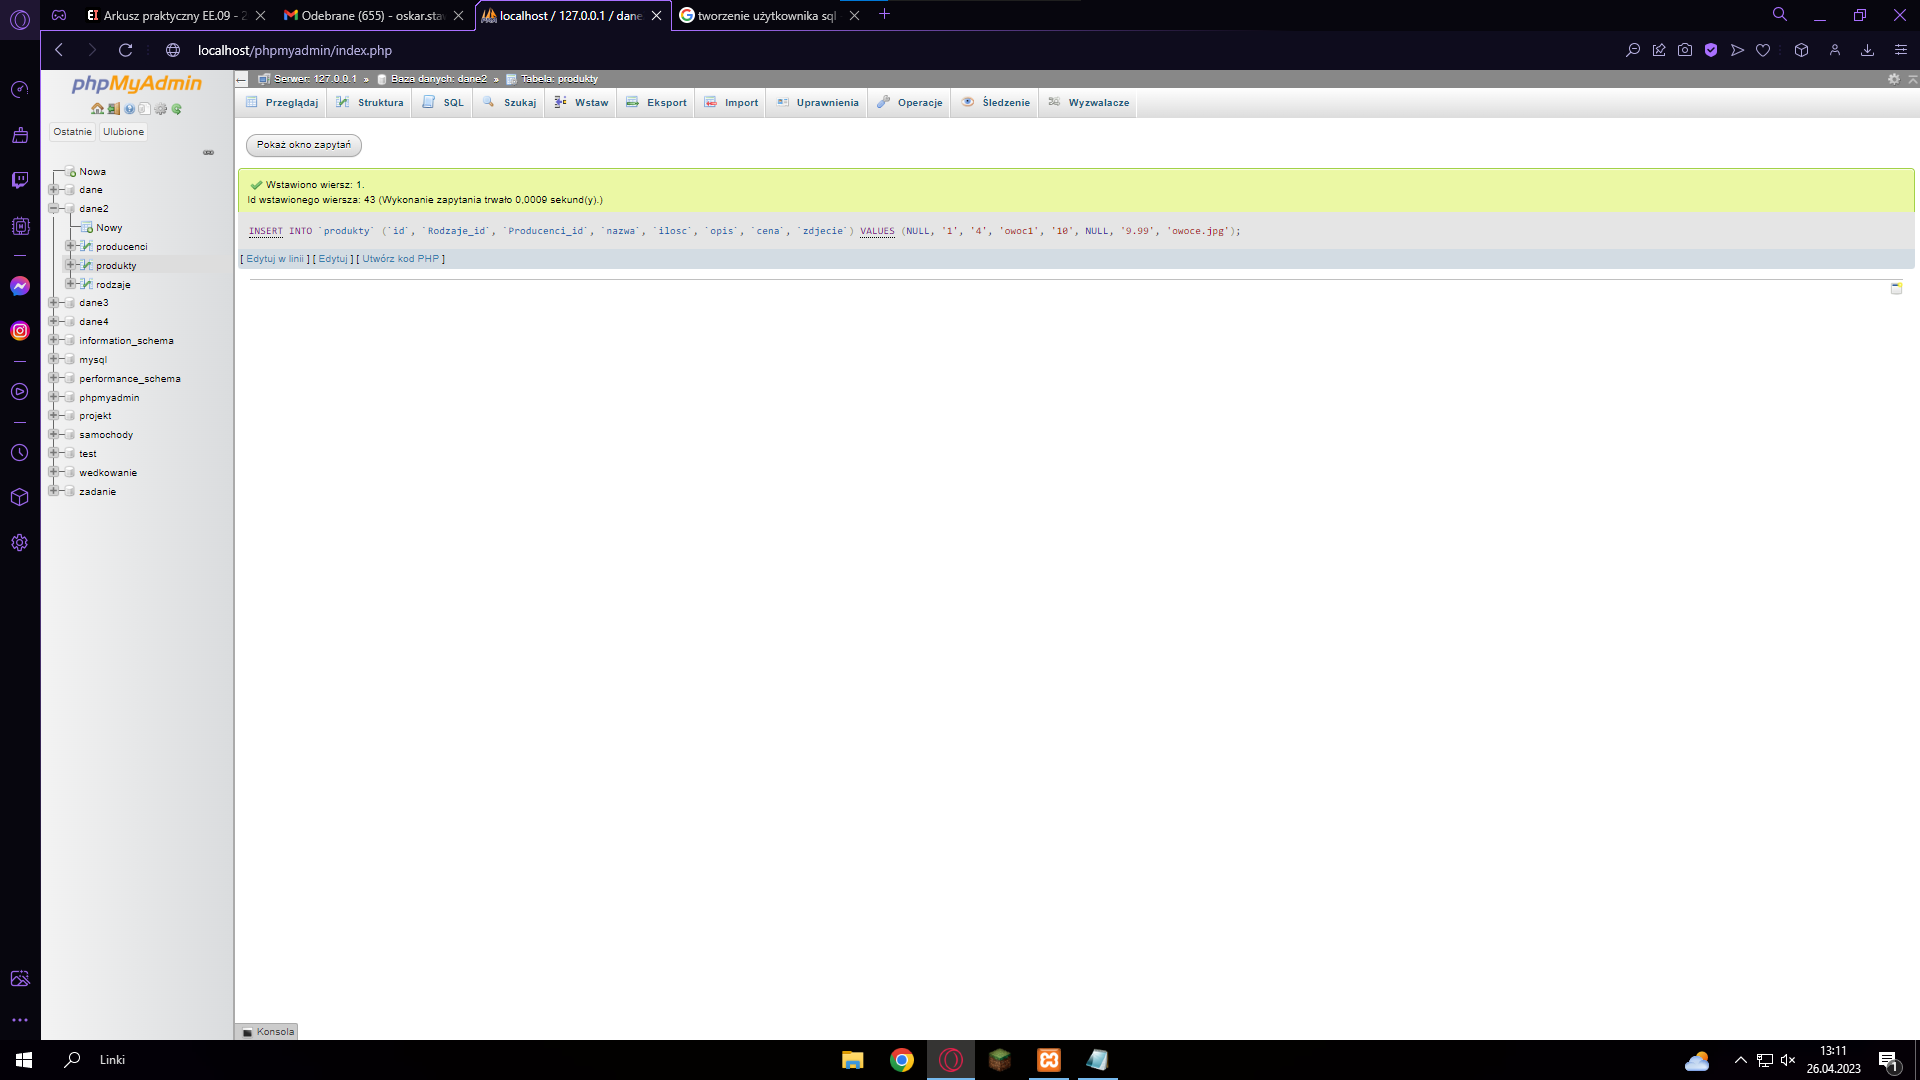 Arkusz praktyczny EE.09 - 2
Odebrane (655) - oskar.sta
localhost / 127.0.0.1 / dane
tworzenie użytkownika sql
localhost/phpmyadmin/index.php
phpMyAdmin
Ostatnie Ulubione
Nowa
dane
dane2
Nowy
producenci
produkty
rodzaje
dane3
dane4
information_schema
mysql
performance_schema
phpmyadmin
projekt
samochody
test
wedkowanie
zadanie
Serwer: 127.0.0.1 » Baza danych: dane2 » Tabela: produkty
Przeglądaj Struktura SQL Szukaj Wstaw Eksport Import Uprawnienia Operacje Śledzenie Wyzwalacze
Pokaż okno zapytań
Wstawiono wiersz: 1.
Id wstawionego wiersza: 43 (Wykonanie zapytania trwało 0,0009 sekund(y).)
INSERT INTO `produkty` (`id`, `Rodzaje_id`, `Producenci_id`, `nazwa`, `ilosc`, `opis`, `cena`, `zdjecie`) VALUES (NULL, '1', '4', 'owoc1', '10', NULL, '9.99', 'owoce.jpg');
[ Edytuj w linii ] [ Edytuj ] [ Utwórz kod PHP ]
Konsola
Linki
13:11
26.04.2023
1